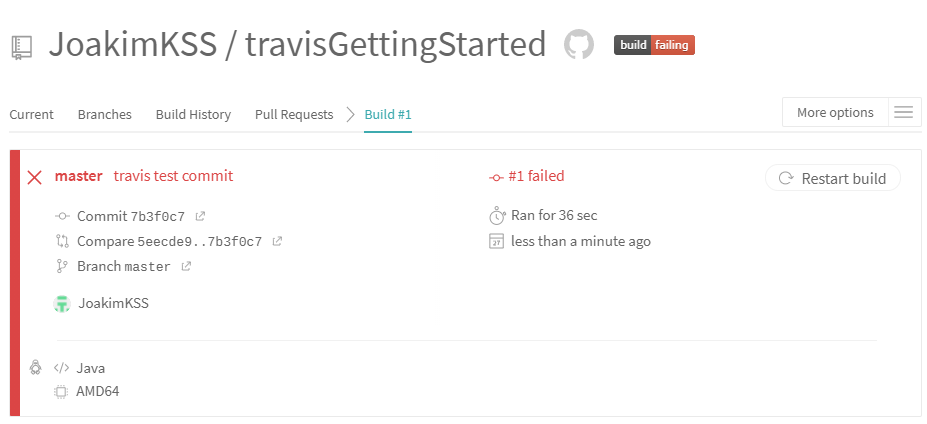 JoakimKSS / travisGettingStarted build failing
Current Branches Build History Pull Requests Build #1 More options
master travis test commit #1 failed Restart build
Commit 7b3f0c7 Ran for 36 sec
Compare 5eecde9..7b3f0c7 less than a minute ago
Branch master
JoakimKSS
</> Java
AMD64